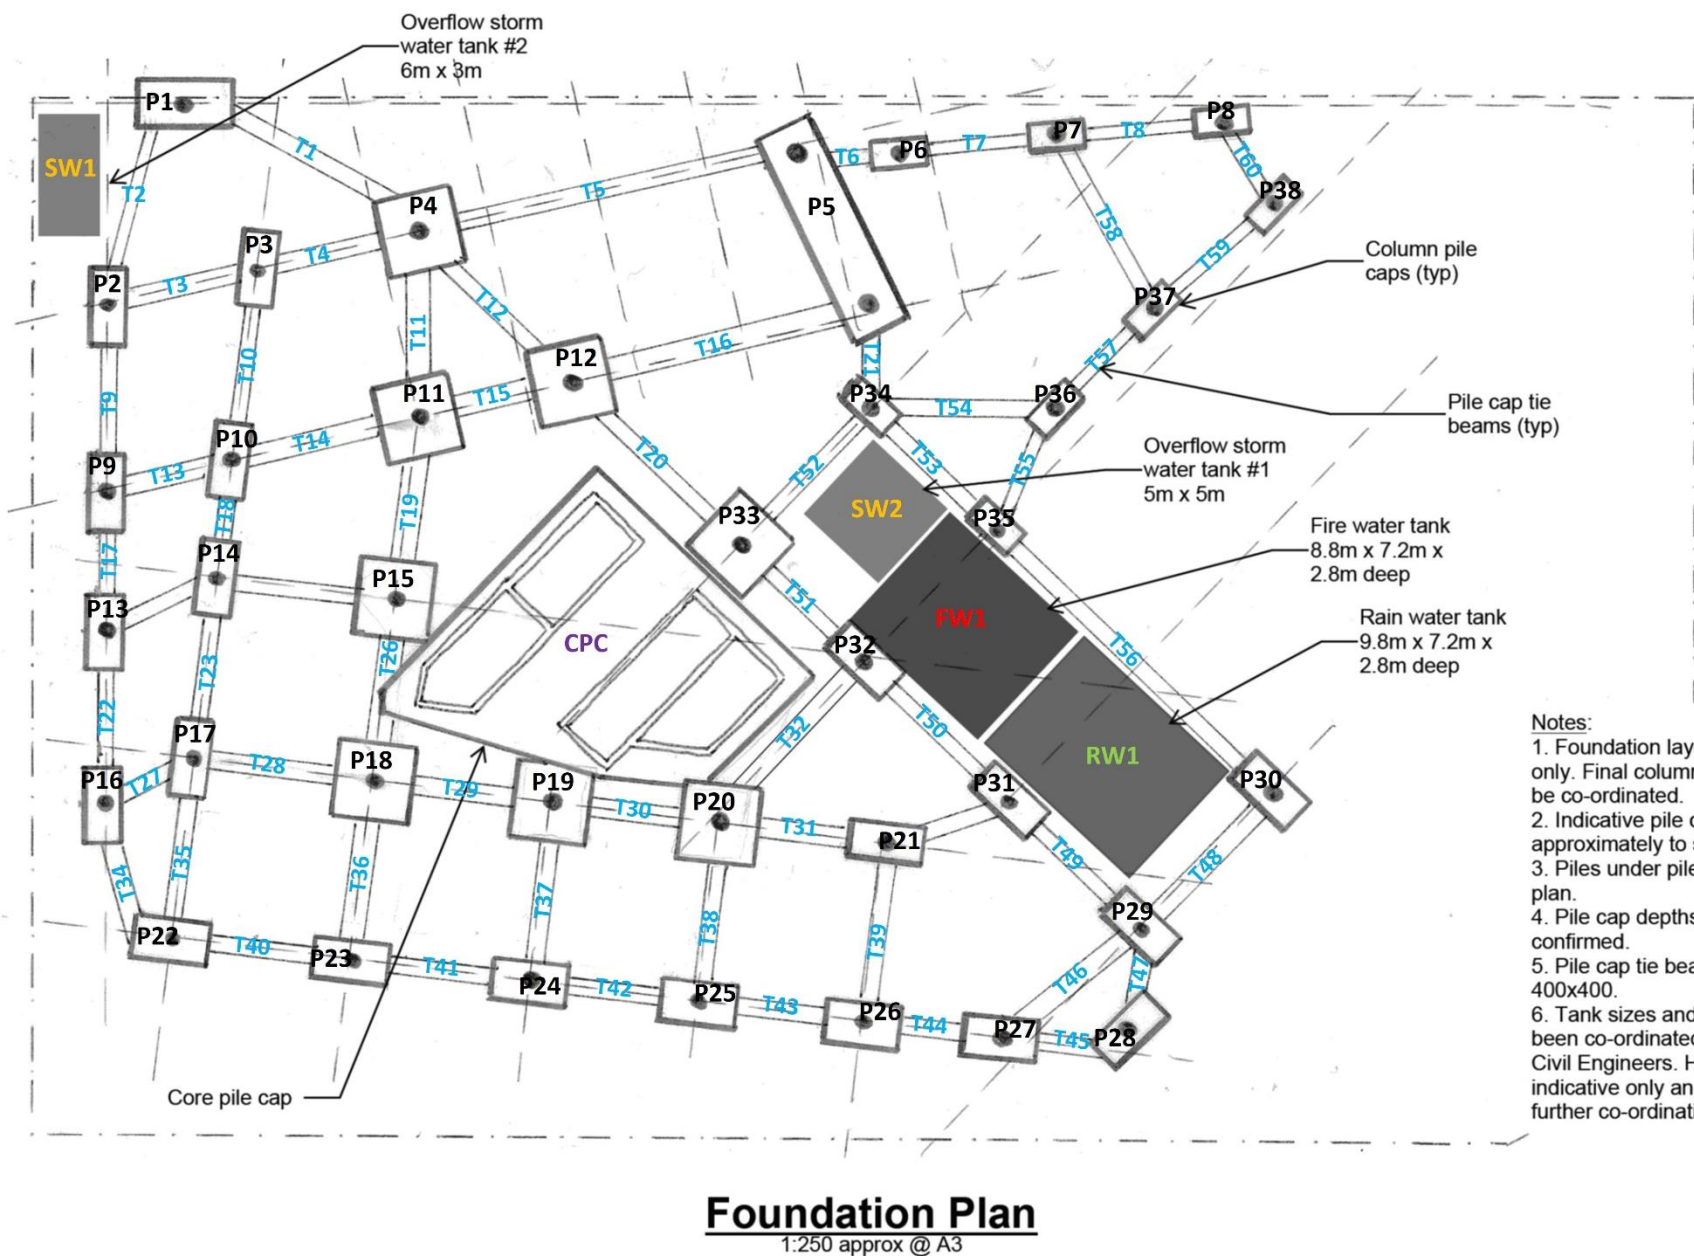 Overflow storm
water tank #2
6m x 3m
P1
P8
P7
T8
T7
P6
T6
T1
SW1
T60
P38
T2
T5
P4
P5
T58
P3
T4
T59
Column pile
caps (typ)
P2
T3
P37
T12
T11
T16
T10
T57
P12
T21
P11
T15
P34
P36
T54
T9
Pile cap tie
beams (typ)
P10
T14
T20
T52
T53
T55
Overflow storm
water tank #1
5m x 5m
P9
T13
T19
T18
SW2
P33
P35
Fire water tank
8.8m x 7.2m x
2.8m deep
T17
P14
P15
T51
P13
FW1
Rain water tank
9.8m x 7.2m x
2.8m deep
CPC
P32
T56
T26
T23
T22
T50
T32
Notes:
1. Foundation lay
only. Final column
be co-ordinated.
2. Indicative pile
approximately to
3. Piles under pile
plan.
4. Pile cap depths
confirmed.
5. Pile cap tie bea
400x400.
6. Tank sizes and
been co-ordinated
Civil Engineers. H
indicative only an
further co-ordinati
P17
T28
P18
T29
P19
T30
P20
T31
P21
P31
RW1
P30
P16
T27
T49
T48
T34
T35
T36
T37
T38
T39
P29
P22
T40
P23
T41
P24
T42
P25
T43
P26
T44
P27
T45
P28
T46
T47
Core pile cap
Foundation Plan
1:250 approx @ A3